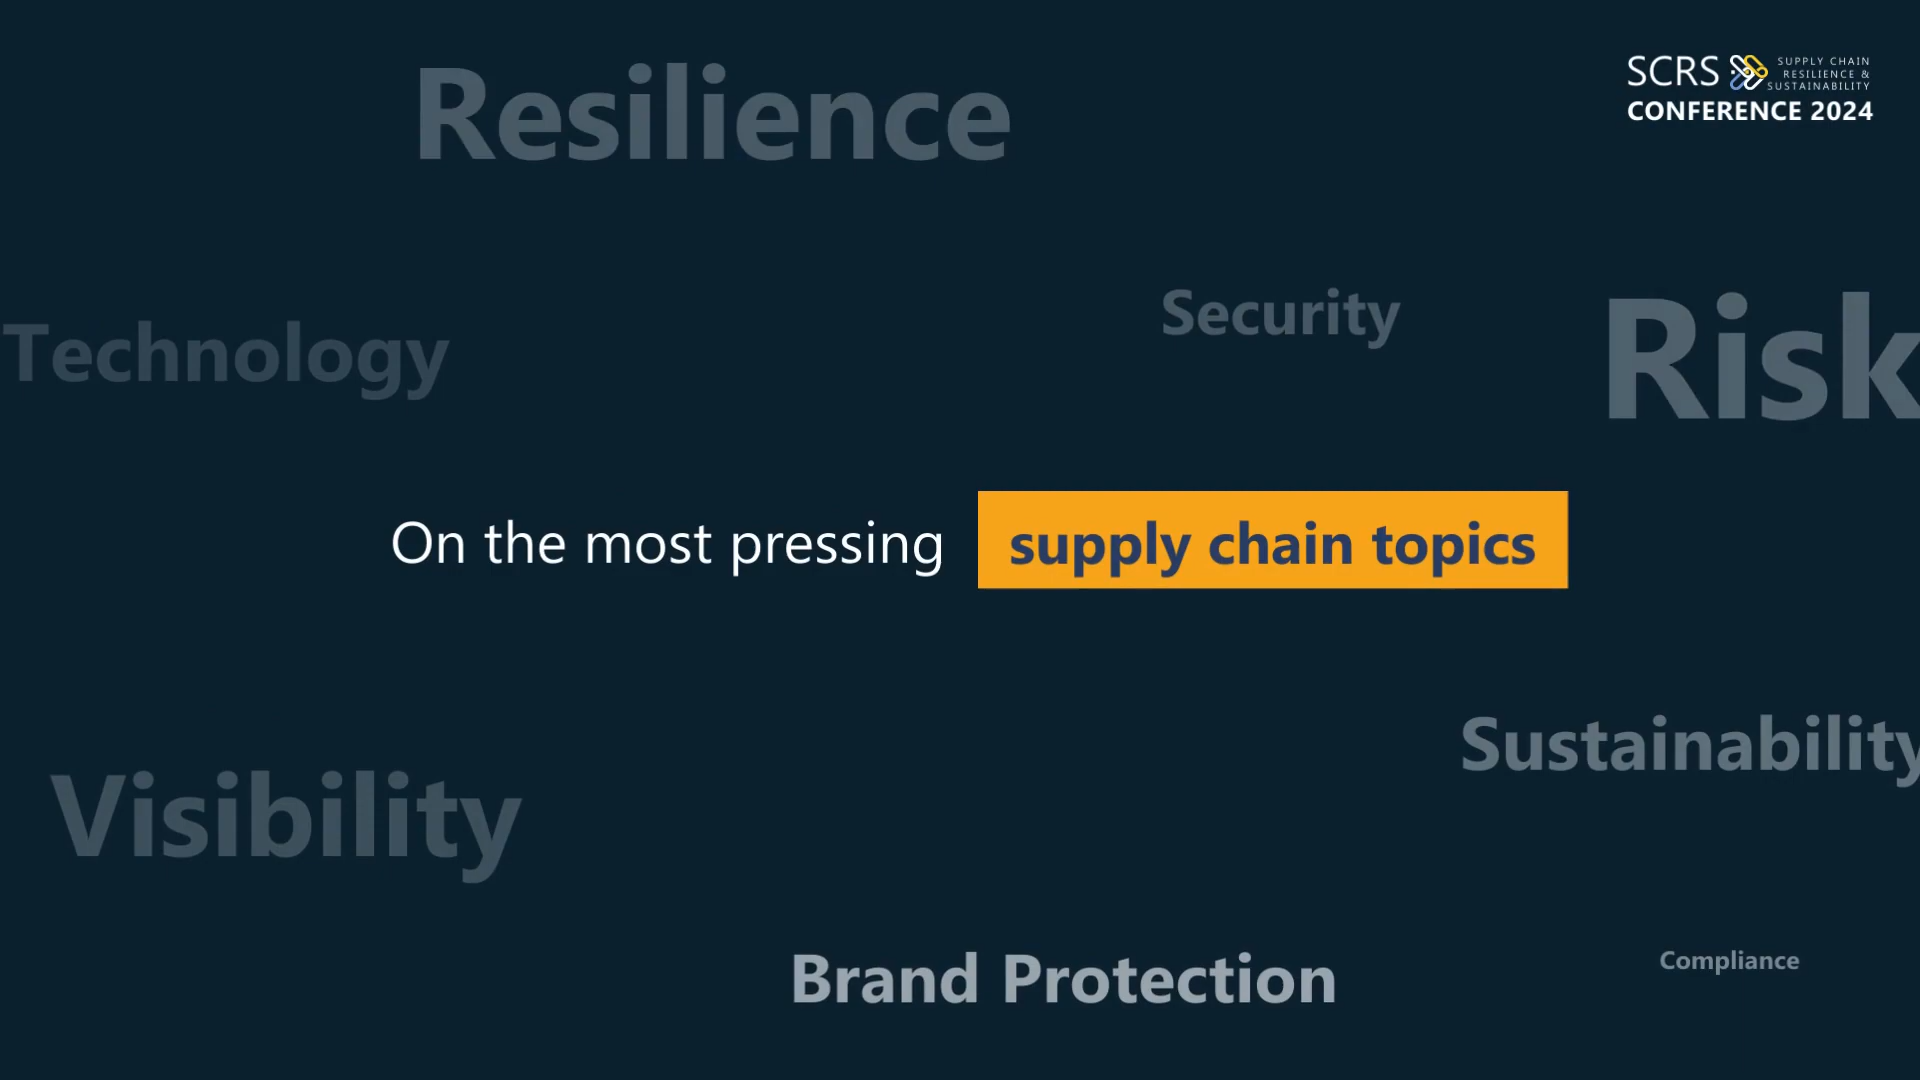 Resilience
SCRS
SUPPLY CHAIN
RESILIENCE &
SUSTAINABILITY
CONFERENCE 2024
Security
Risk
Technology
On the most pressing supply chain topics
Sustainability
Visibility
Brand Protection
Compliance